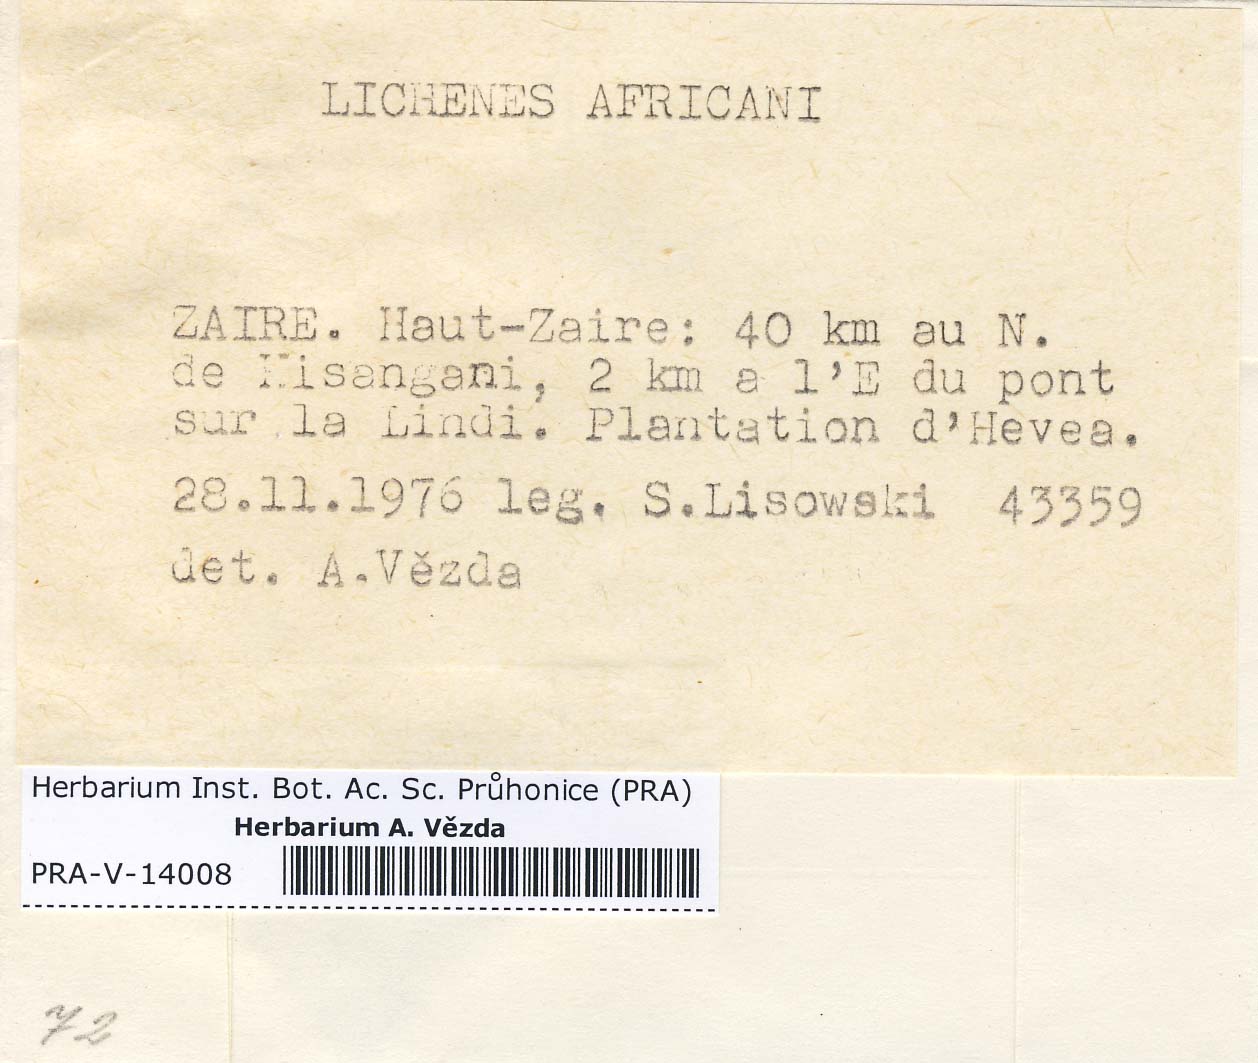 LICHENES AFRICANI
ZAIRE. Haut-Zaire: 40 km au N.
de Kisangani, 2 km a l'E du pont
sur la Lindi. Plantation d'Hevea.
28.11.1976 leg. S.Lisowski 43359
det. A.Vězda
Herbarium Inst. Bot. Ac. Sc. Průhonice (PRA)
Herbarium A. Vězda
PRA-V-14008
72